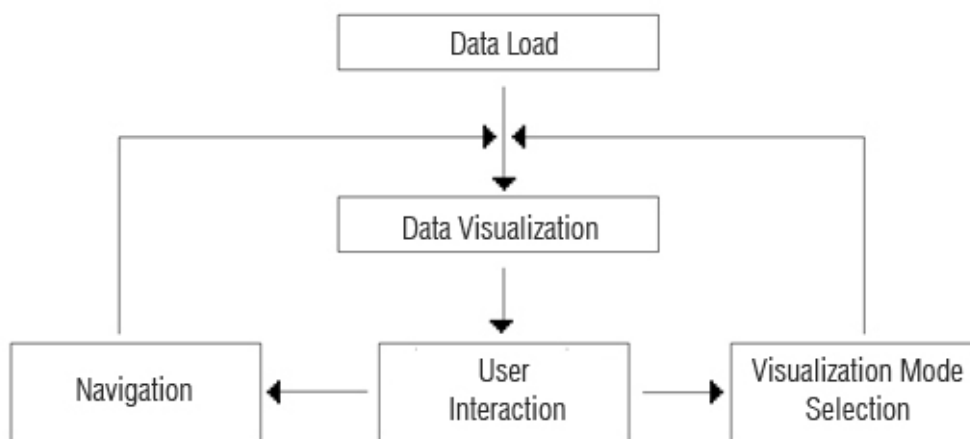 Data Load
Data Visualization
Navigation
User
Interaction
Visualization Mode
Selection